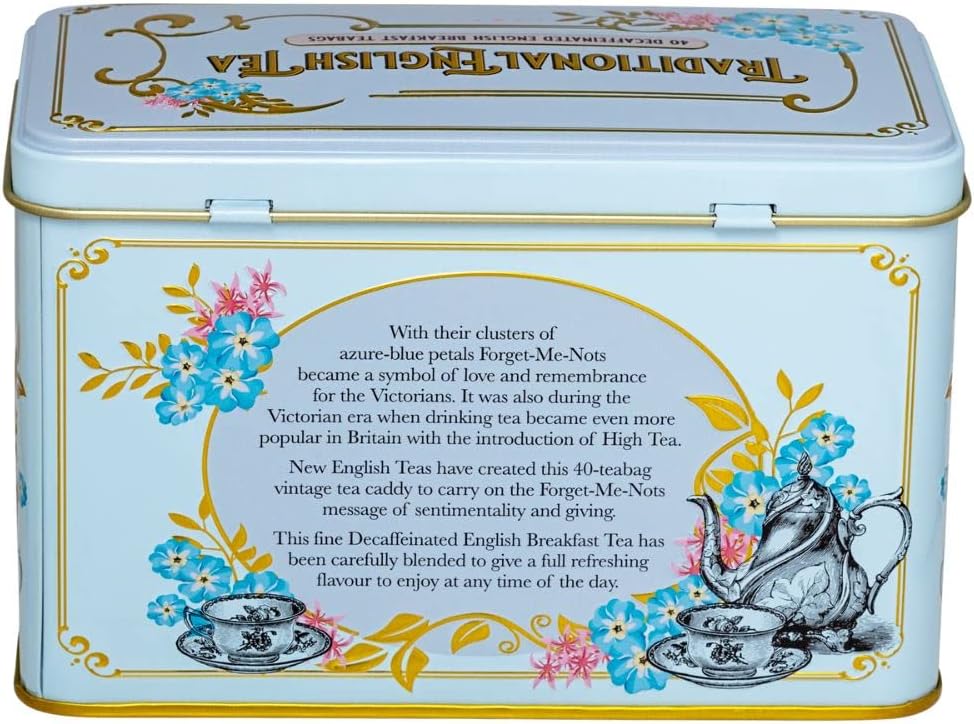 TRADITIONAL ENGLISH TEA
40 DECAFFEINATED ENGLISH BREAKFAST TEABAGS
With their clusters of
azure-blue petals Forget-Me-Nots
became a symbol of love and remembrance
for the Victorians. It was also during the
Victorian era when drinking tea became even more
popular in Britain with the introduction of High Tea.
New English Teas have created this 40-teabag
vintage tea caddy to carry on the Forget-Me-Nots
message of sentimentality and giving.
This fine Decaffeinated English Breakfast Tea has
been carefully blended to give a full refreshing
flavour to enjoy at any time of the day.